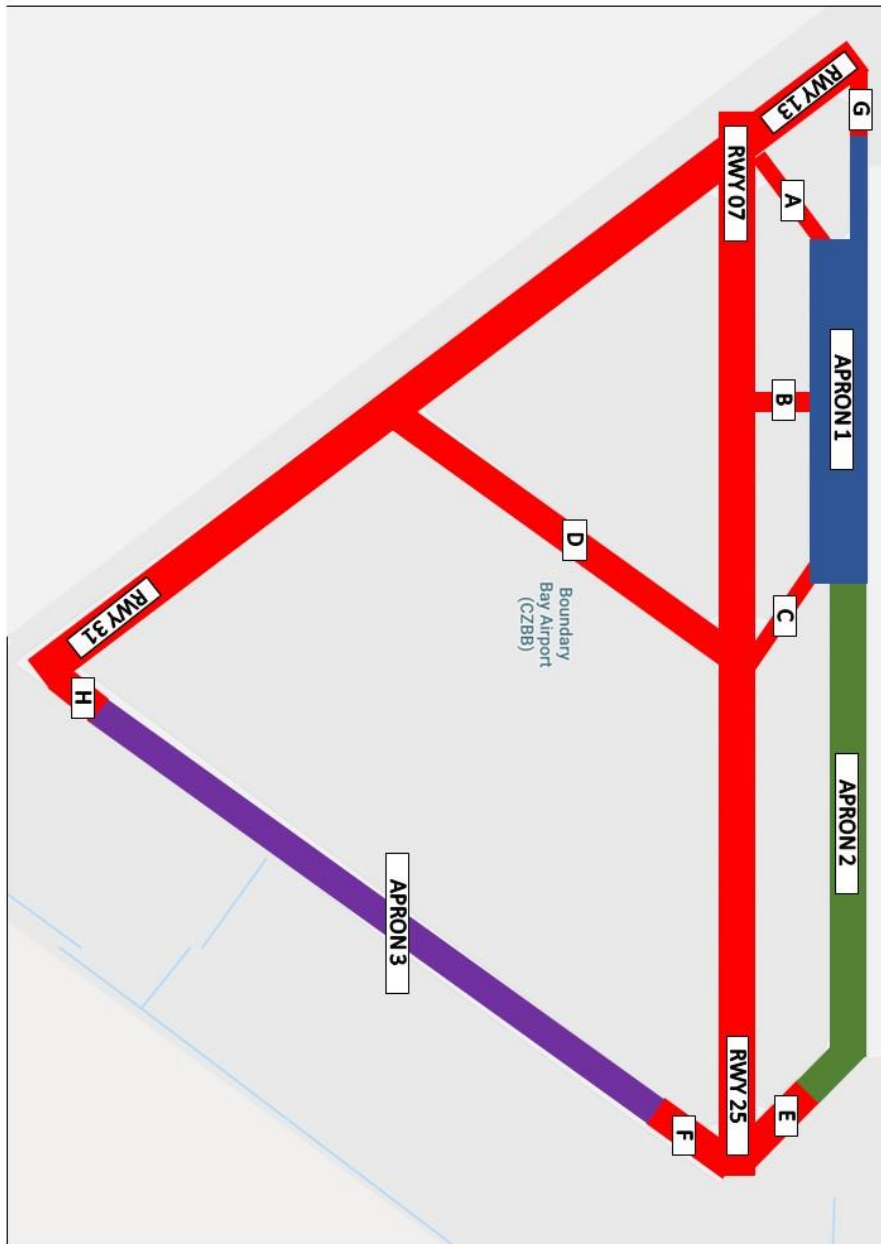 G
RWY 13
A
RWY 07
B
APRON 1
C
D
Boundary
Bay Airport
(CZBB)
APRON 2
RWY 31
H
APRON 3
RWY 25
E
F